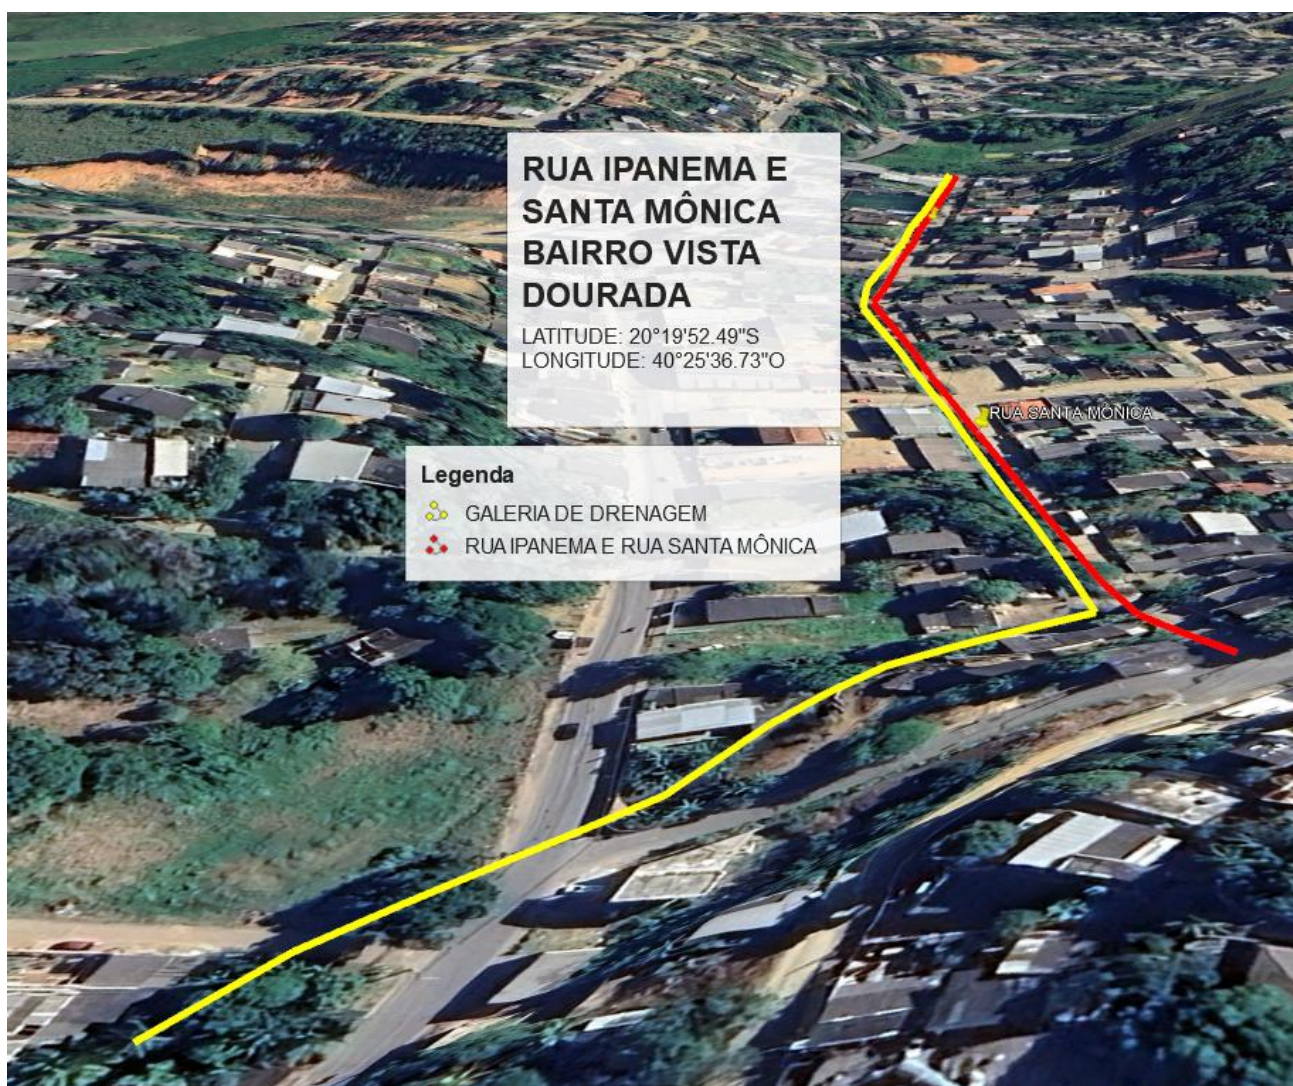 RUA IPANEMA E
SANTA MÔNICA
BAIRRO VISTA
DOURADA
LATITUDE: 20°19'52.49"S
LONGITUDE: 40°25'36.73"O
RUA SANTA MÔNICA
Legenda
GALERIA DE DRENAGEM
RUA IPANEMA E RUA SANTA MÔNICA